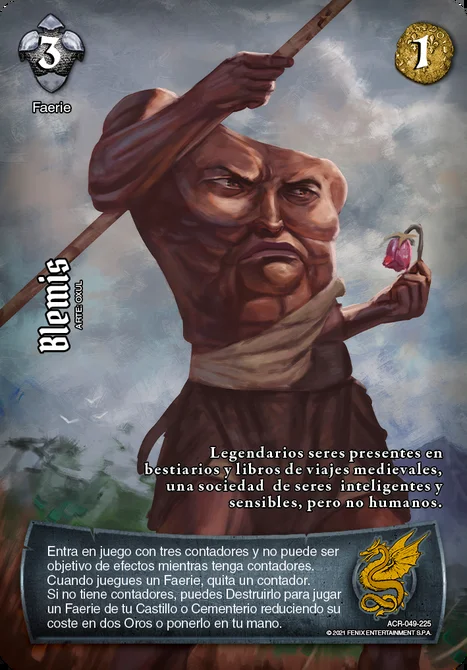 3
1
Faerie
Blemis
ARTE: OXUL
Legendarios seres presentes en
bestiarios y libros de viajes medievales,
una sociedad de seres inteligentes y
sensibles, pero no humanos.
Entra en juego con tres contadores y no puede ser
objetivo de efectos mientras tenga contadores.
Cuando juegues un Faerie, quita un contador.
Si no tiene contadores, puedes Destruirlo para jugar
un Faerie de tu Castillo o Cementerio reduciendo su
coste en dos Oros o ponerlo en tu mano.
ACR-049-225
© 2021 FENIX ENTERTAINMENT S.P.A.